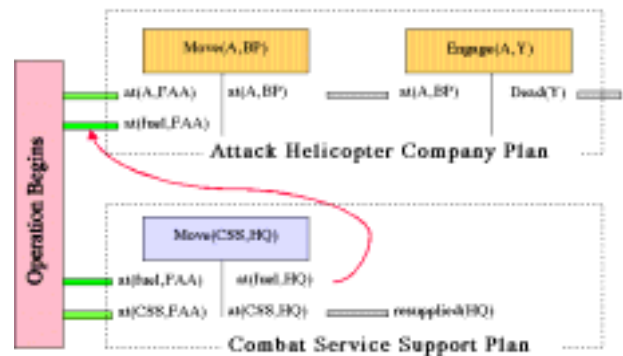 Move(A,BP)
Engage(A,Y)
at(A,FAA)
at(A,BP)
at(A,BP)
Dead(Y)
at(fuel,FAA)
Attack Helicopter Company Plan
Operation Begins
Move(CSS,HQ)
at(fuel,FAA)
at(fuel,HQ)
at(CSS,FAA)
at(CSS,HQ)
resupplied(HQ)
Combat Service Support Plan